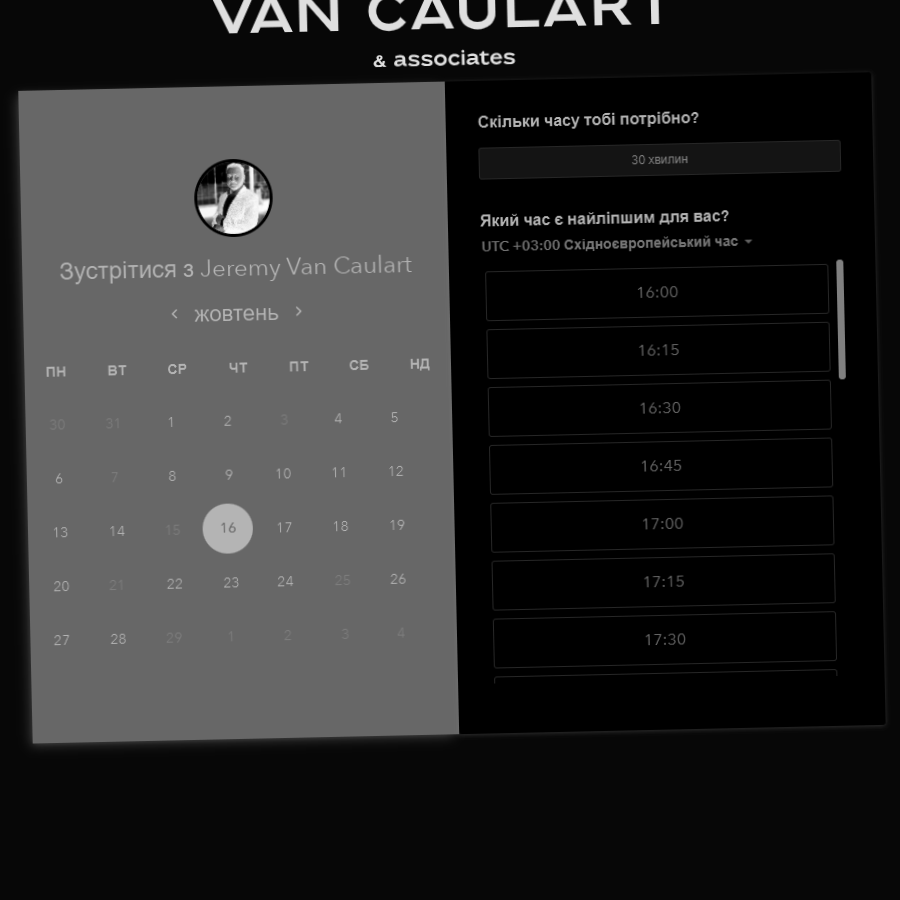 VAN CAULART
& associates
Зустрітися з Jeremy Van Caulart
жовтень
ПН ВТ СР ЧТ ПТ СБ НД
30 31 1 2 3 4 5
6 7 8 9 10 11 12
13 14 15 16 17 18 19
20 21 22 23 24 25 26
27 28 29 1 2 3 4
Скільки часу тобі потрібно?
30 хвилин
Який час є найліпшим для вас?
UTC +03:00 Східноєвропейський час
16:00
16:15
16:30
16:45
17:00
17:15
17:30